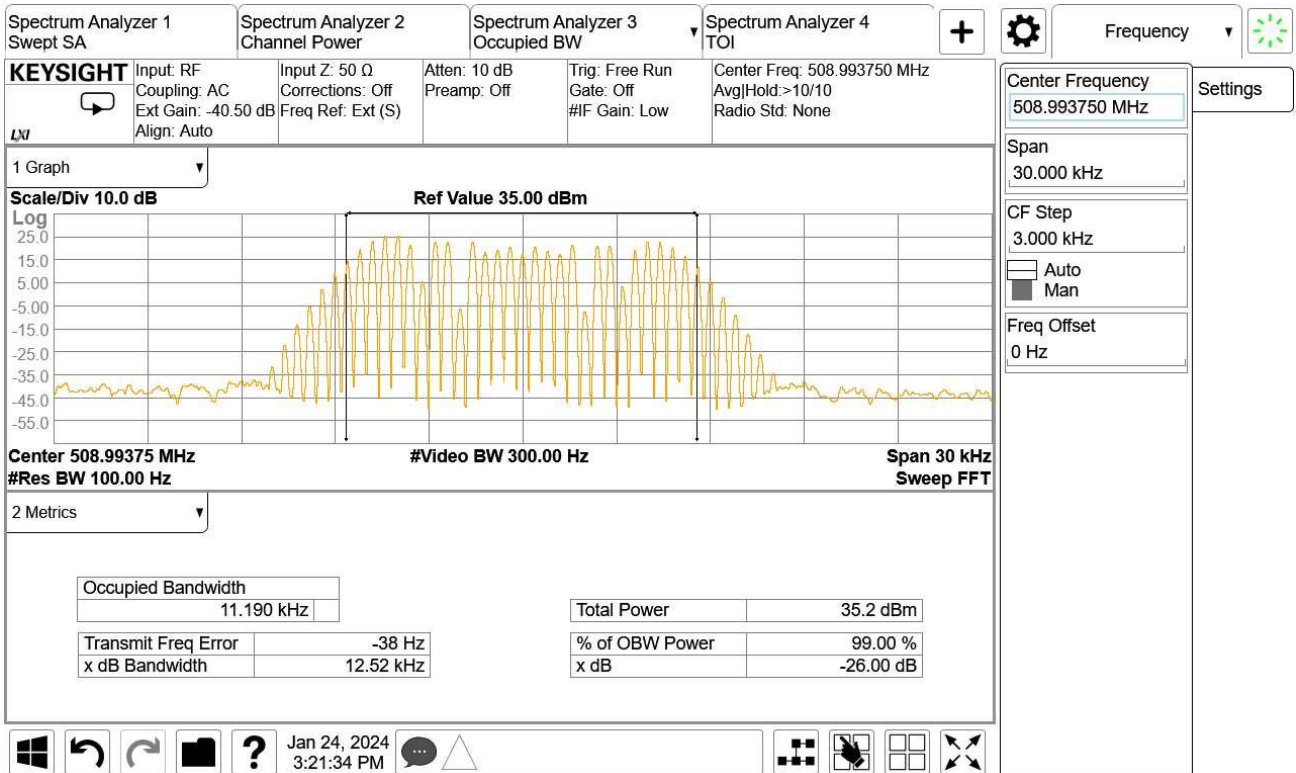 Spectrum Analyzer 1
Swept SA
Spectrum Analyzer 2
Channel Power
Spectrum Analyzer 3
Occupied BW
Spectrum Analyzer 4
TOI
Frequency
KEYSIGHT
LXI
Input: RF
Coupling: AC
Ext Gain: -40.50 dB
Align: Auto
Input Z: 50 Ω
Corrections: Off
Freq Ref: Ext (S)
Atten: 10 dB
Preamp: Off
Trig: Free Run
Gate: Off
#IF Gain: Low
Center Freq: 508.993750 MHz
Avg|Hold:>10/10
Radio Std: None
Center Frequency
508.993750 MHz
Settings
Span
30.000 kHz
CF Step
3.000 kHz
Auto
Man
Freq Offset
0 Hz
1 Graph
Scale/Div 10.0 dB
Ref Value 35.00 dBm
Log
25.0
15.0
5.00
-5.00
-15.0
-25.0
-35.0
-45.0
-55.0
Center 508.99375 MHz
#Video BW 300.00 Hz
Span 30 kHz
#Res BW 100.00 Hz
Sweep FFT
2 Metrics
Occupied Bandwidth
11.190 kHz
Total Power 35.2 dBm
Transmit Freq Error -38 Hz
% of OBW Power 99.00 %
x dB Bandwidth 12.52 kHz
x dB -26.00 dB
?
Jan 24, 2024
3:21:34 PM